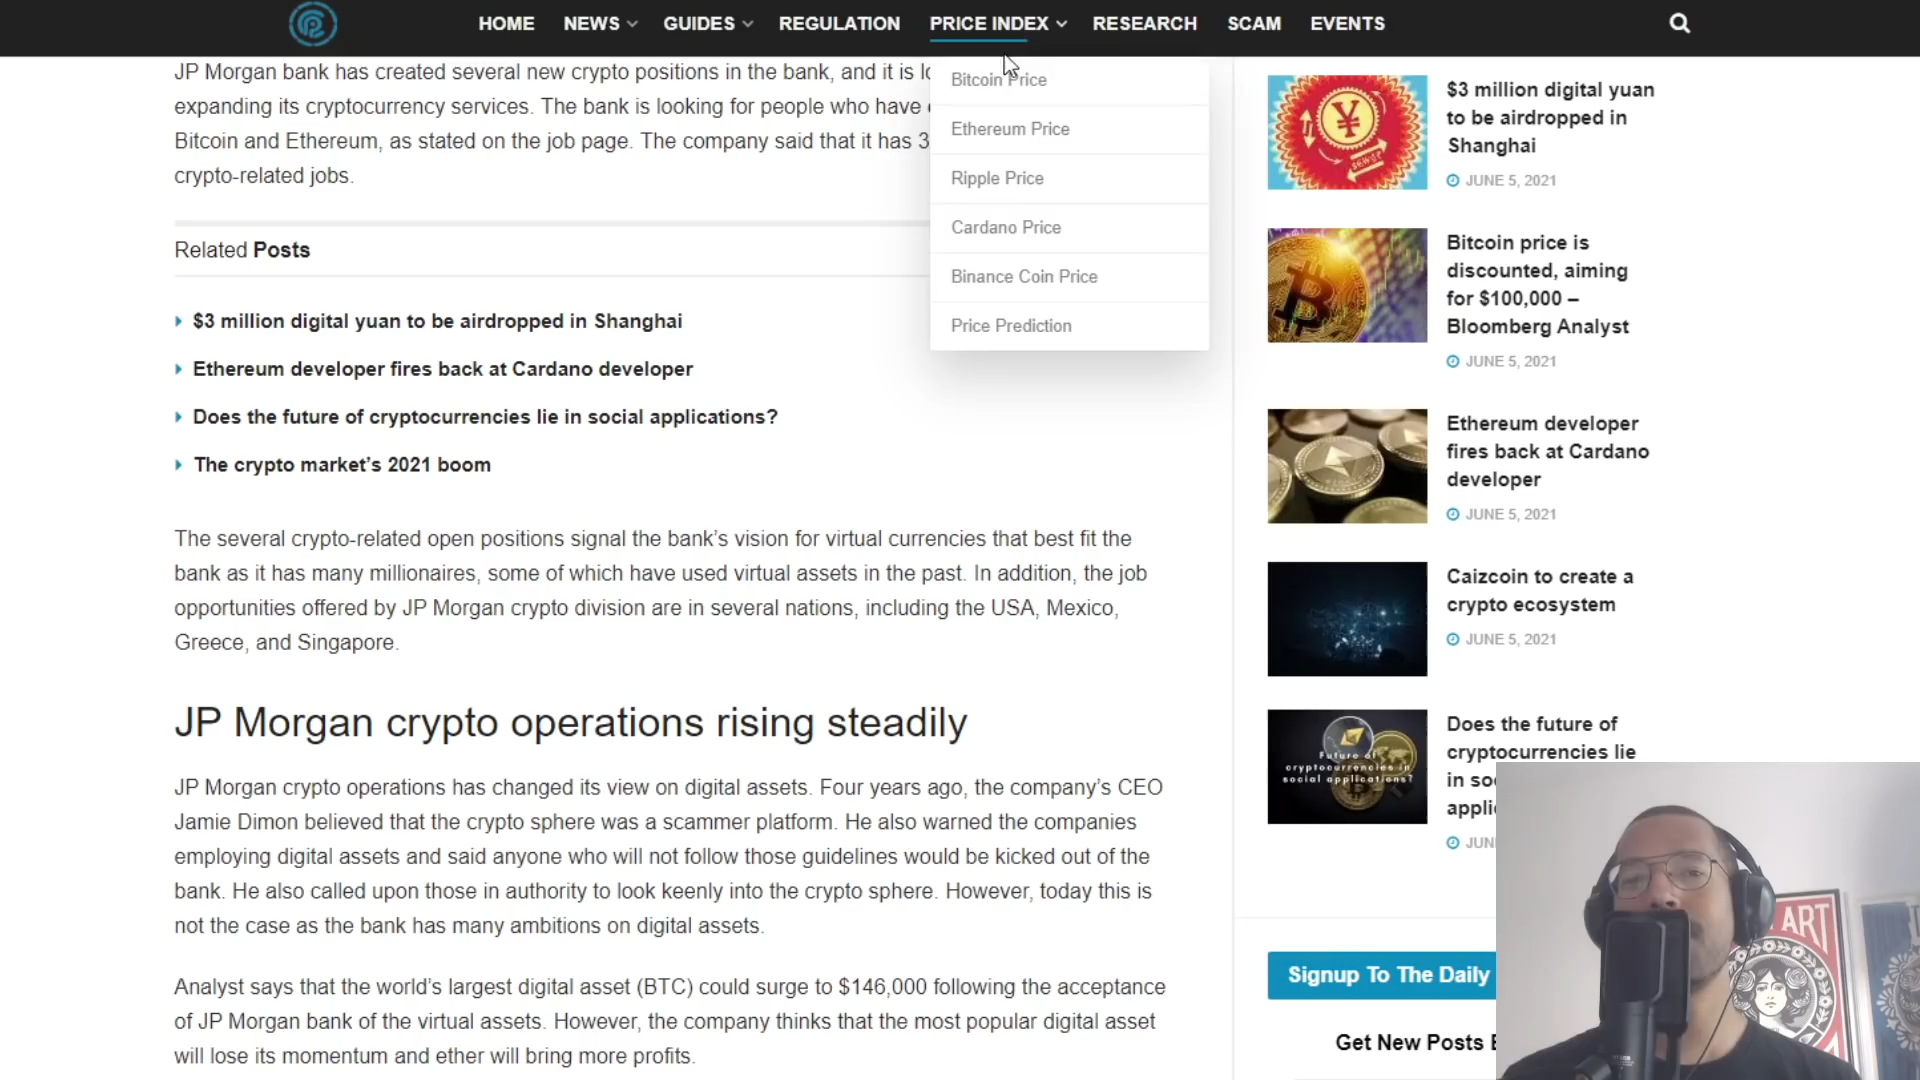 HOME NEWS GUIDES REGULATION PRICE INDEX RESEARCH SCAM EVENTS
JP Morgan bank has created several new crypto positions in the bank, and it is
expanding its cryptocurrency services. The bank is looking for people who have
Bitcoin and Ethereum, as stated on the job page. The company said that it has 3
crypto-related jobs.
Bitcoin Price
Ethereum Price
Ripple Price
Cardano Price
Binance Coin Price
Price Prediction
Related Posts
$3 million digital yuan to be airdropped in Shanghai
Ethereum developer fires back at Cardano developer
Does the future of cryptocurrencies lie in social applications?
The crypto market’s 2021 boom
The several crypto-related open positions signal the bank’s vision for virtual currencies that best fit the
bank as it has many millionaires, some of which have used virtual assets in the past. In addition, the job
opportunities offered by JP Morgan crypto division are in several nations, including the USA, Mexico,
Greece, and Singapore.
JP Morgan crypto operations rising steadily
JP Morgan crypto operations has changed its view on digital assets. Four years ago, the company’s CEO
Jamie Dimon believed that the crypto sphere was a scammer platform. He also warned the companies
employing digital assets and said anyone who will not follow those guidelines would be kicked out of the
bank. He also called upon those in authority to look keenly into the crypto sphere. However, today this is
not the case as the bank has many ambitions on digital assets.
Analyst says that the world’s largest digital asset (BTC) could surge to $146,000 following the acceptance
of JP Morgan bank of the virtual assets. However, the company thinks that the most popular digital asset
will lose its momentum and ether will bring more profits.
$3 million digital yuan
to be airdropped in
Shanghai
JUNE 5, 2021
Bitcoin price is
discounted, aiming
for $100,000 –
Bloomberg Analyst
JUNE 5, 2021
Ethereum developer
fires back at Cardano
developer
JUNE 5, 2021
Caizcoin to create a
crypto ecosystem
JUNE 5, 2021
Future of
cryptocurrencies in
social applications?
Does the future of
cryptocurrencies lie
in so
appli
JUN
Signup To The Daily
Get New Posts
ART